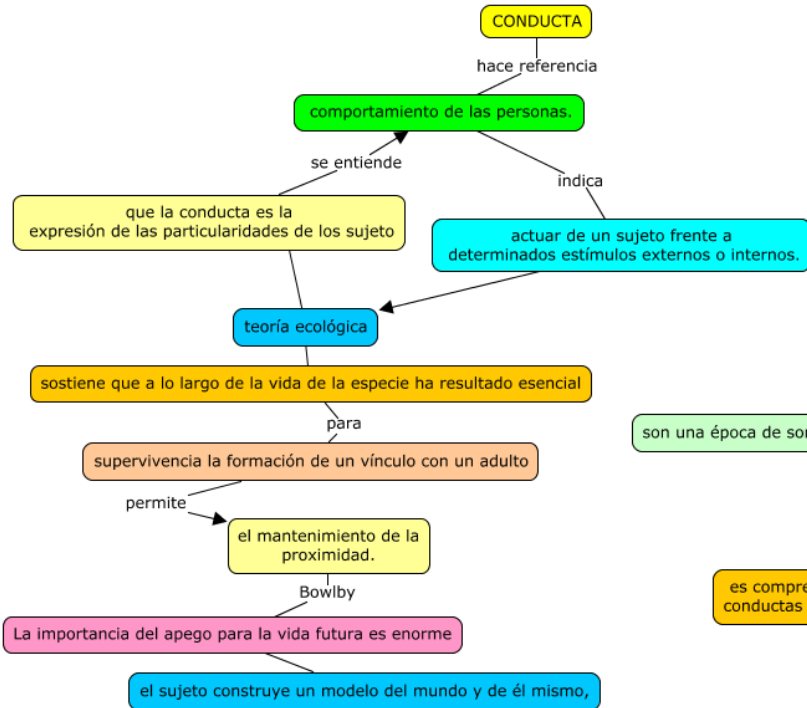 CONDUCTA
hace referencia
comportamiento de las personas.
se entiende
indica
que la conducta es la
expresión de las particularidades de los sujeto
actuar de un sujeto frente a
determinados estímulos externos o internos.
teoría ecológica
sostiene que a lo largo de la vida de la especie ha resultado esencial
para
son una época de
supervivencia la formación de un vínculo con un adulto
permite
el mantenimiento de la
proximidad.
Bowlby
es
conductas
La importancia del apego para la vida futura es enorme
el sujeto construye un modelo del mundo y de él mismo,